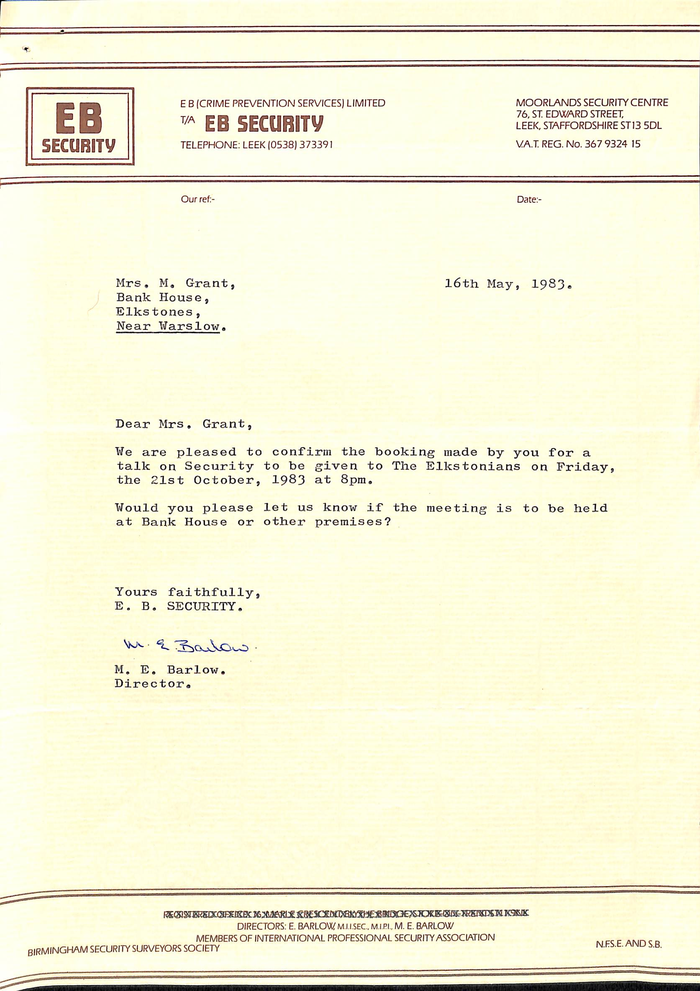 EB
SECURITY
E B (CRIME PREVENTION SERVICES) LIMITED
T/A EB SECURITY
TELEPHONE: LEEK (0538) 373391
MOORLANDS SECURITY CENTRE
76, ST. EDWARD STREET,
LEEK, STAFFORDSHIRE ST13 5DL
V.A.T. REG. No. 367 9324 15
Our ref:-
Date:-
Mrs. M. Grant,
Bank House,
Elkstones,
Near Warslow.
16th May, 1983.
Dear Mrs. Grant,
We are pleased to confirm the booking made by you for a
talk on Security to be given to The Elkstonians on Friday,
the 21st October, 1983 at 8pm.
Would you please let us know if the meeting is to be held
at Bank House or other premises?
Yours faithfully,
E. B. SECURITY.
M. E. Barlow.
M. E. Barlow.
Director.
DIRECTORS: E. BARLOW, M.I.I.SEC., M.I.P.I., M. E. BARLOW
MEMBERS OF INTERNATIONAL PROFESSIONAL SECURITY ASSOCIATION
BIRMINGHAM SECURITY SURVEYORS SOCIETY
N.F.S.E. AND S.B.